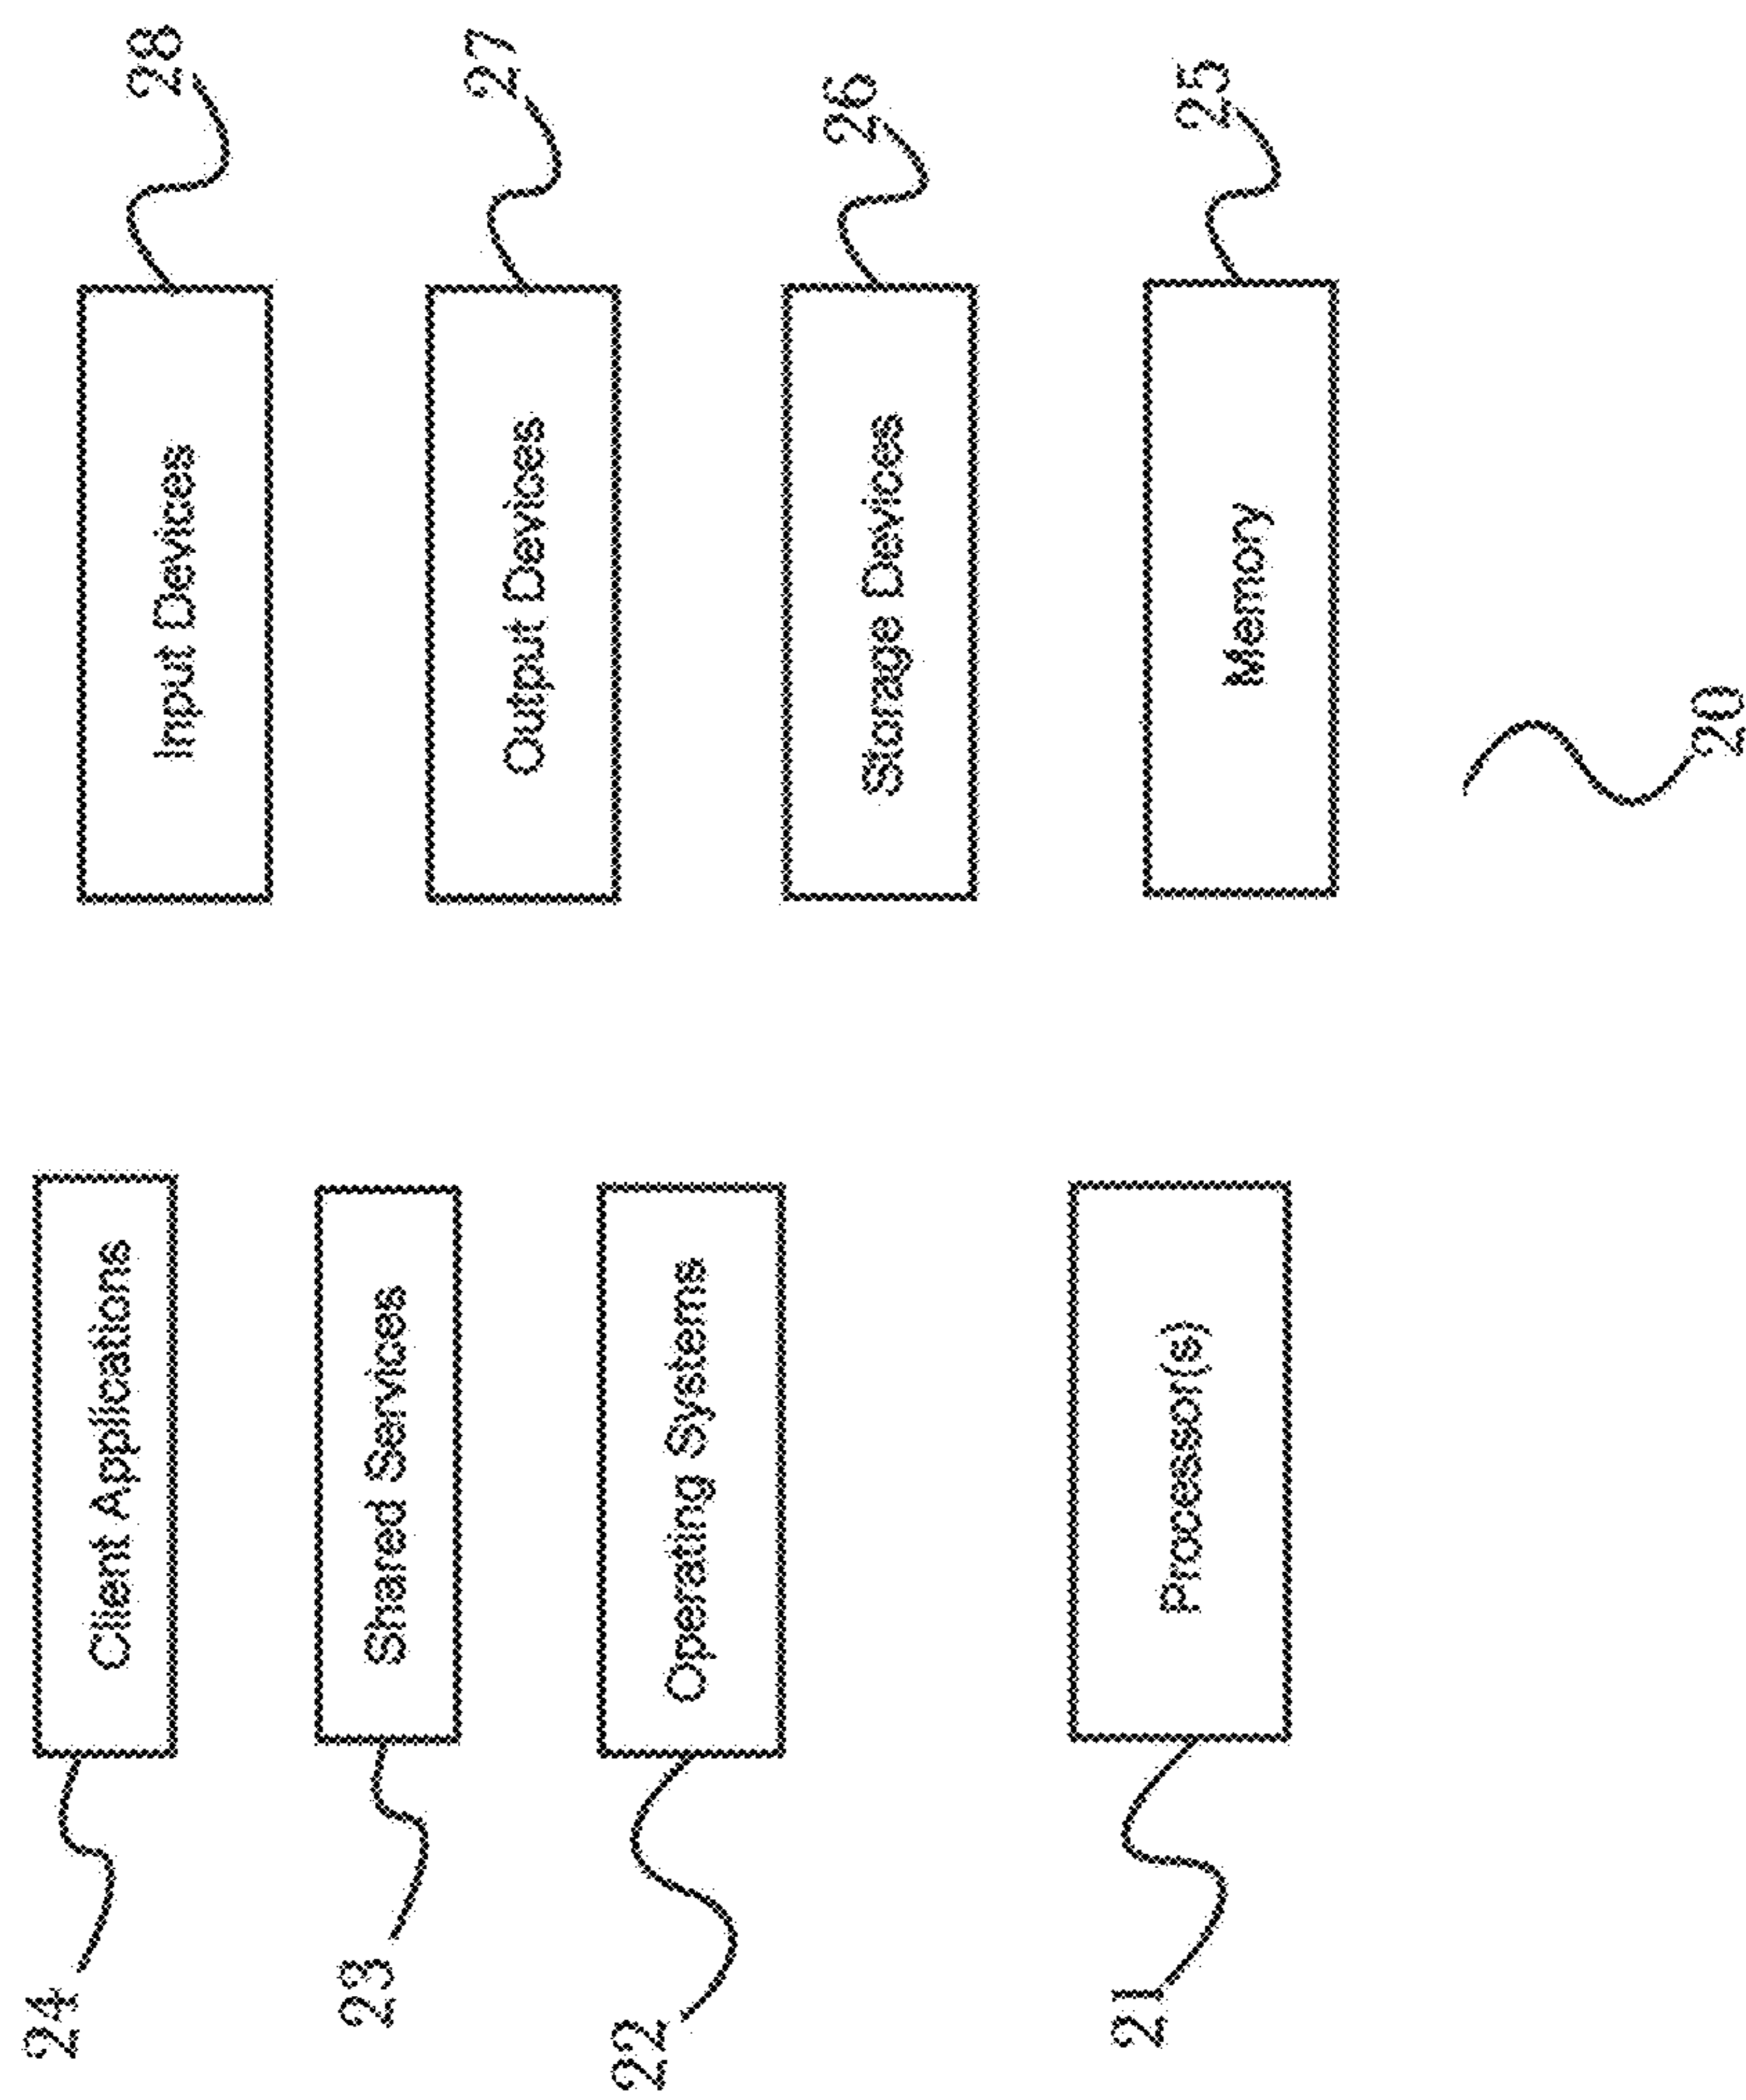 24
Client Applications
Input Devices
28
23
Shared Services
Output Devices
27
22
Operating Systems
Storage Devices
26
21
Processor(s)
Memory
25
20